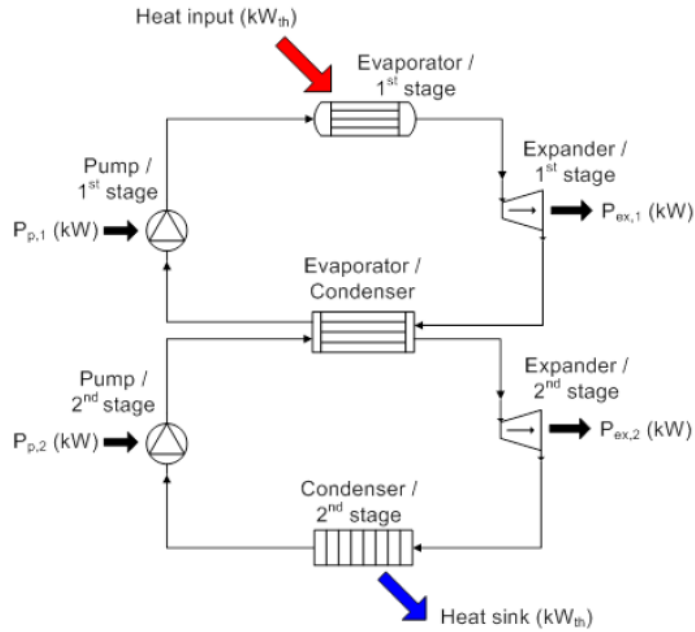 Heat input (kWth)
Evaporator /
1st stage
Pump /
1st stage
Expander /
1st stage
Pp,1 (kW)
Pex,1 (kW)
Evaporator /
Condenser
Pump /
2nd stage
Expander /
2nd stage
Pp,2 (kW)
Pex,2 (kW)
Condenser /
2nd stage
Heat sink (kWth)